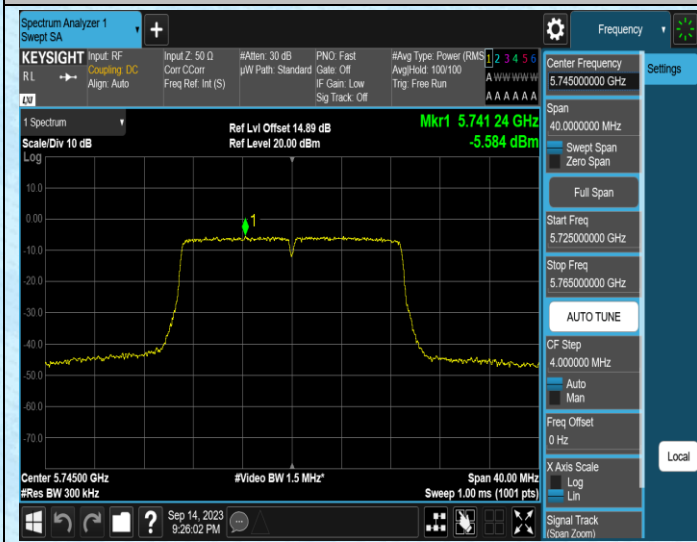 Spectrum Analyzer 1
Swept SA
Frequency
KEYSIGHT
RL
LXI
Input: RF
Coupling: DC
Align: Auto
Input Z: 50 Ω
Corr CCorr
Freq Ref: Int (S)
#Atten: 30 dB
µW Path: Standard
PNO: Fast
Gate: Off
IF Gain: Low
Sig Track: Off
#Avg Type: Power (RMS
Avg|Hold: 100/100
Trig: Free Run
1 2 3 4 5 6
A W W W W W
A A A A A A
1 Spectrum
Scale/Div 10 dB
Log
Ref Lvl Offset 14.89 dB
Ref Level 20.00 dBm
Mkr1 5.741 24 GHz
-5.584 dBm
10.0
0.00
-10.0
-20.0
-30.0
-40.0
-50.0
-60.0
-70.0
1
Center 5.74500 GHz
#Res BW 300 kHz
#Video BW 1.5 MHz*
Span 40.00 MHz
Sweep 1.00 ms (1001 pts)
Sep 14, 2023
9:26:02 PM
?
Center Frequency
5.745000000 GHz
Span
40.0000000 MHz
Swept Span
Zero Span
Full Span
Start Freq
5.725000000 GHz
Stop Freq
5.765000000 GHz
AUTO TUNE
CF Step
4.000000 MHz
Auto
Man
Freq Offset
0 Hz
X Axis Scale
Log
Lin
Signal Track
(Span Zoom)
Settings
Local